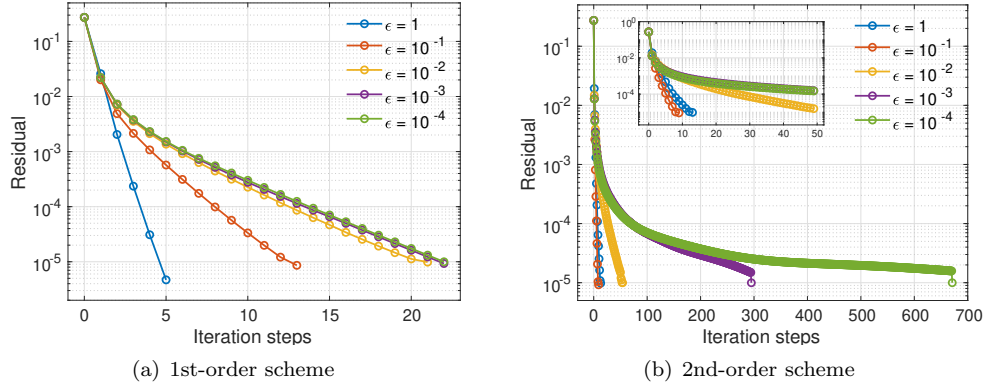 10^-1
10^-2
10^-3
10^-4
10^-5
Residual
0 5 10 15 20
Iteration steps
ϵ = 1
ϵ = 10^-1
ϵ = 10^-2
ϵ = 10^-3
ϵ = 10^-4
(a) 1st-order scheme
10^-1
10^-2
10^-3
10^-4
10^-5
Residual
0 100 200 300 400 500 600 700
Iteration steps
10^0
10^-2
10^-4
0 10 20 30 40 50
ϵ = 1
ϵ = 10^-1
ϵ = 10^-2
ϵ = 10^-3
ϵ = 10^-4
(b) 2nd-order scheme